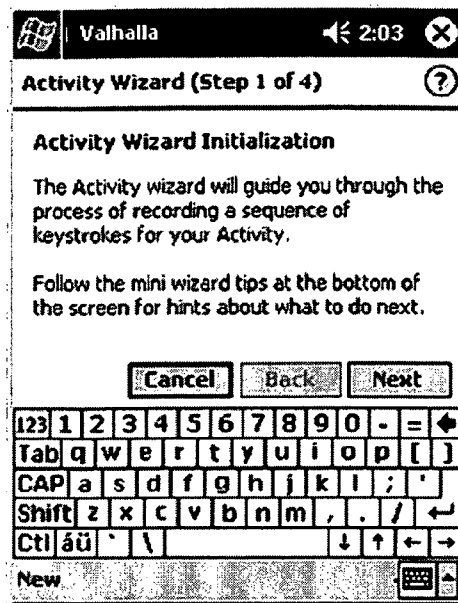 Valhalla 2:03
Activity Wizard (Step 1 of 4) ?
Activity Wizard Initialization
The Activity wizard will guide you through the
process of recording a sequence of
keystrokes for your Activity.
Follow the mini wizard tips at the bottom of
the screen for hints about what to do next.
Cancel Back Next
123 1 2 3 4 5 6 7 8 9 0 - =
Tab q w e r t y u i o p [ ]
CAP a s d f g h j k l ; '
Shift z x c v b n m , . /
Ctl áü ` \
New